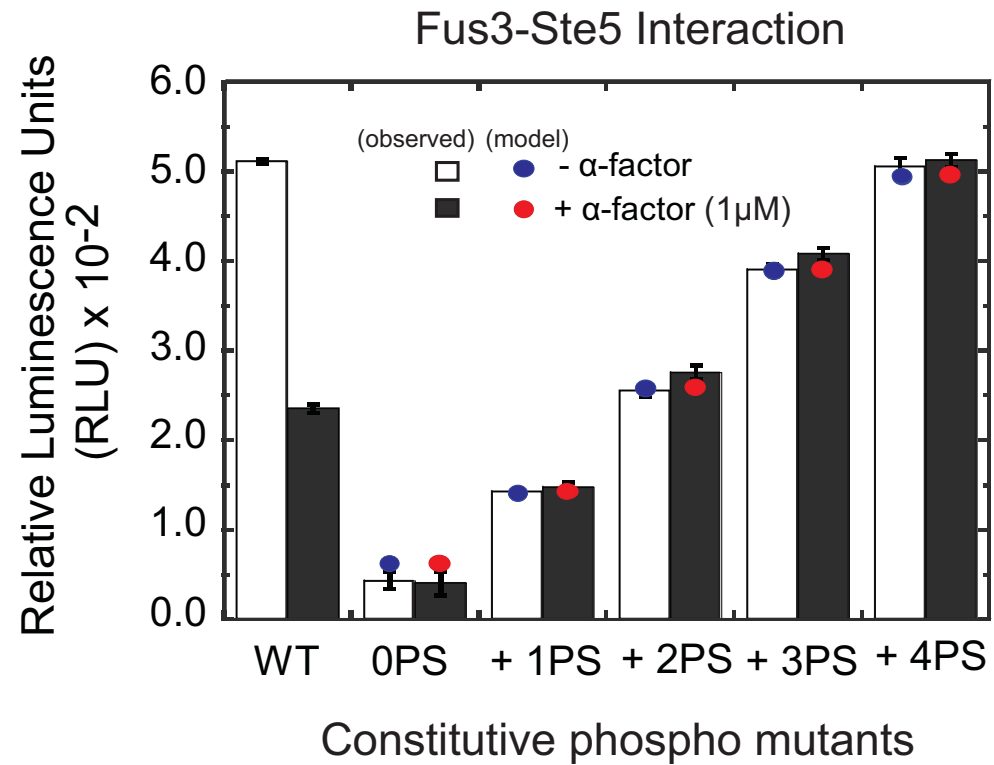 Fus3-Ste5 Interaction
Relative Luminescence Units
(RLU) x 10-2
6.0
5.0
4.0
3.0
2.0
1.0
0.0
(observed) (model)
- α-factor
+ α-factor (1µM)
WT 0PS + 1PS + 2PS + 3PS + 4PS
Constitutive phospho mutants